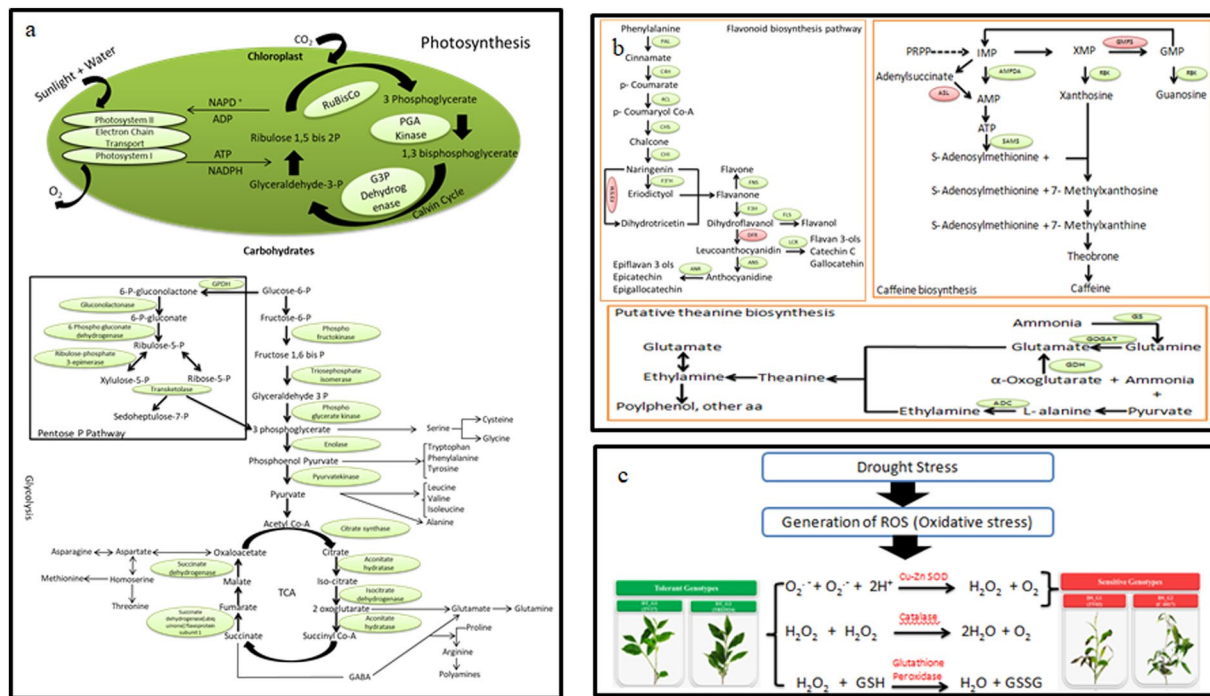 a
Photosynthesis
CO2
Chloroplast
Sunlight + Water
NAPD +
ADP
Photosystem II
Electron Chain
Transport
Photosystem I
ATP
NADPH
O2
RuBisCo
3 Phosphoglycerate
PGA
Kinase
Ribulose 1,5 bis 2P
1,3 bisphosphoglycerate
Glyceraldehyde-3-P
G3P
Dehydrog
enase
Calvin Cycle
Carbohydrates
6-P-gluconolactone
GPDH
Glucose-6-P
Gluconolactonase
6-P-gluconate
Fructose-6-P
6 Phospho gluconate
dehydrogenase
Phospho
fructokinase
Ribulose-5-P
Ribulose-phosphate
3-epimerase
Fructose 1,6 bis P
Xylulose-5-P
Ribose-5-P
Triosephosphate
isomerase
Transketolase
Glyceraldehyde 3 P
Sedoheptulose-7-P
Phospho
glycerate kinase
Pentose P Pathway
3 phosphoglycerate
Serine
Cysteine
Glycine
Enolase
Phosphoenol Pyurvate
Tryptophan
Phenylalanine
Tyrosine
Pyurvatekinase
Glycolysis
Pyurvate
Leucine
Valine
Isoleucine
Alanine
Acetyl Co-A
Citrate synthase
Asparagine
Aspartate
Oxaloacetate
Citrate
Succinate
dehydrogenase
Aconitate
hydratase
Methionine
Homoserine
Malate
TCA
Iso-citrate
Isocitrate
dehydrogenase
Threonine
Fumarate
2 oxoglutarate
Glutamate
Glutamine
Succinate
Aconitate
hydratase
Succinate
Succinyl Co-A
Proline
Arginine
Polyamines
GABA
b
Phenylalanine
Flavonoid biosynthesis pathway
PAL
Cinnamate
C4H
p- Coumarate
p- Coumaryol Co-A
CHS
Chalcone
CHI
Naringenin
Flavone
FNS
Eriodictyol
Flavanone
F3H
Dihydrotricetin
Dihydroflavanol
FLS
Flavanol
DFR
Leucoanthocyanidin
LCR
Flavan 3-ols
Catechin C
Gallocatehin
Epiflavan 3 ols
Epicatechin
Epigallocatechin
ANR
ANS
Anthocyanidine
PRPP
IMP
XMP
GMPS
GMP
Adenylsuccinate
AMPDA
RBK
RBK
ASL
AMP
Xanthosine
Guanosine
ATP
SAMS
S-Adenosylmethionine +
S-Adenosylmethionine + 7- Methylxanthosine
S-Adenosylmethionine + 7- Methylxanthine
Theobrone
Caffeine
Caffeine biosynthesis
Putative theanine biosynthesis
Ammonia
GS
Glutamate
Glutamate
GOGAT
Glutamine
GDH
Ethylamine
Theanine
α-Oxoglutarate + Ammonia
+
Poylphenol, other aa
Ethylamine
ADC
L- alanine
Pyurvate
c
Drought Stress
Generation of ROS (Oxidative stress)
Tolerant Genotypes
Sensitive Genotypes
O2·- + O2·- + 2H+
Cu-Zn SOD
H2O2 + O2
H2O2 + H2O2
Catalase
2H2O + O2
H2O2 + GSH
Glutathione
Peroxidase
H2O + GSSG